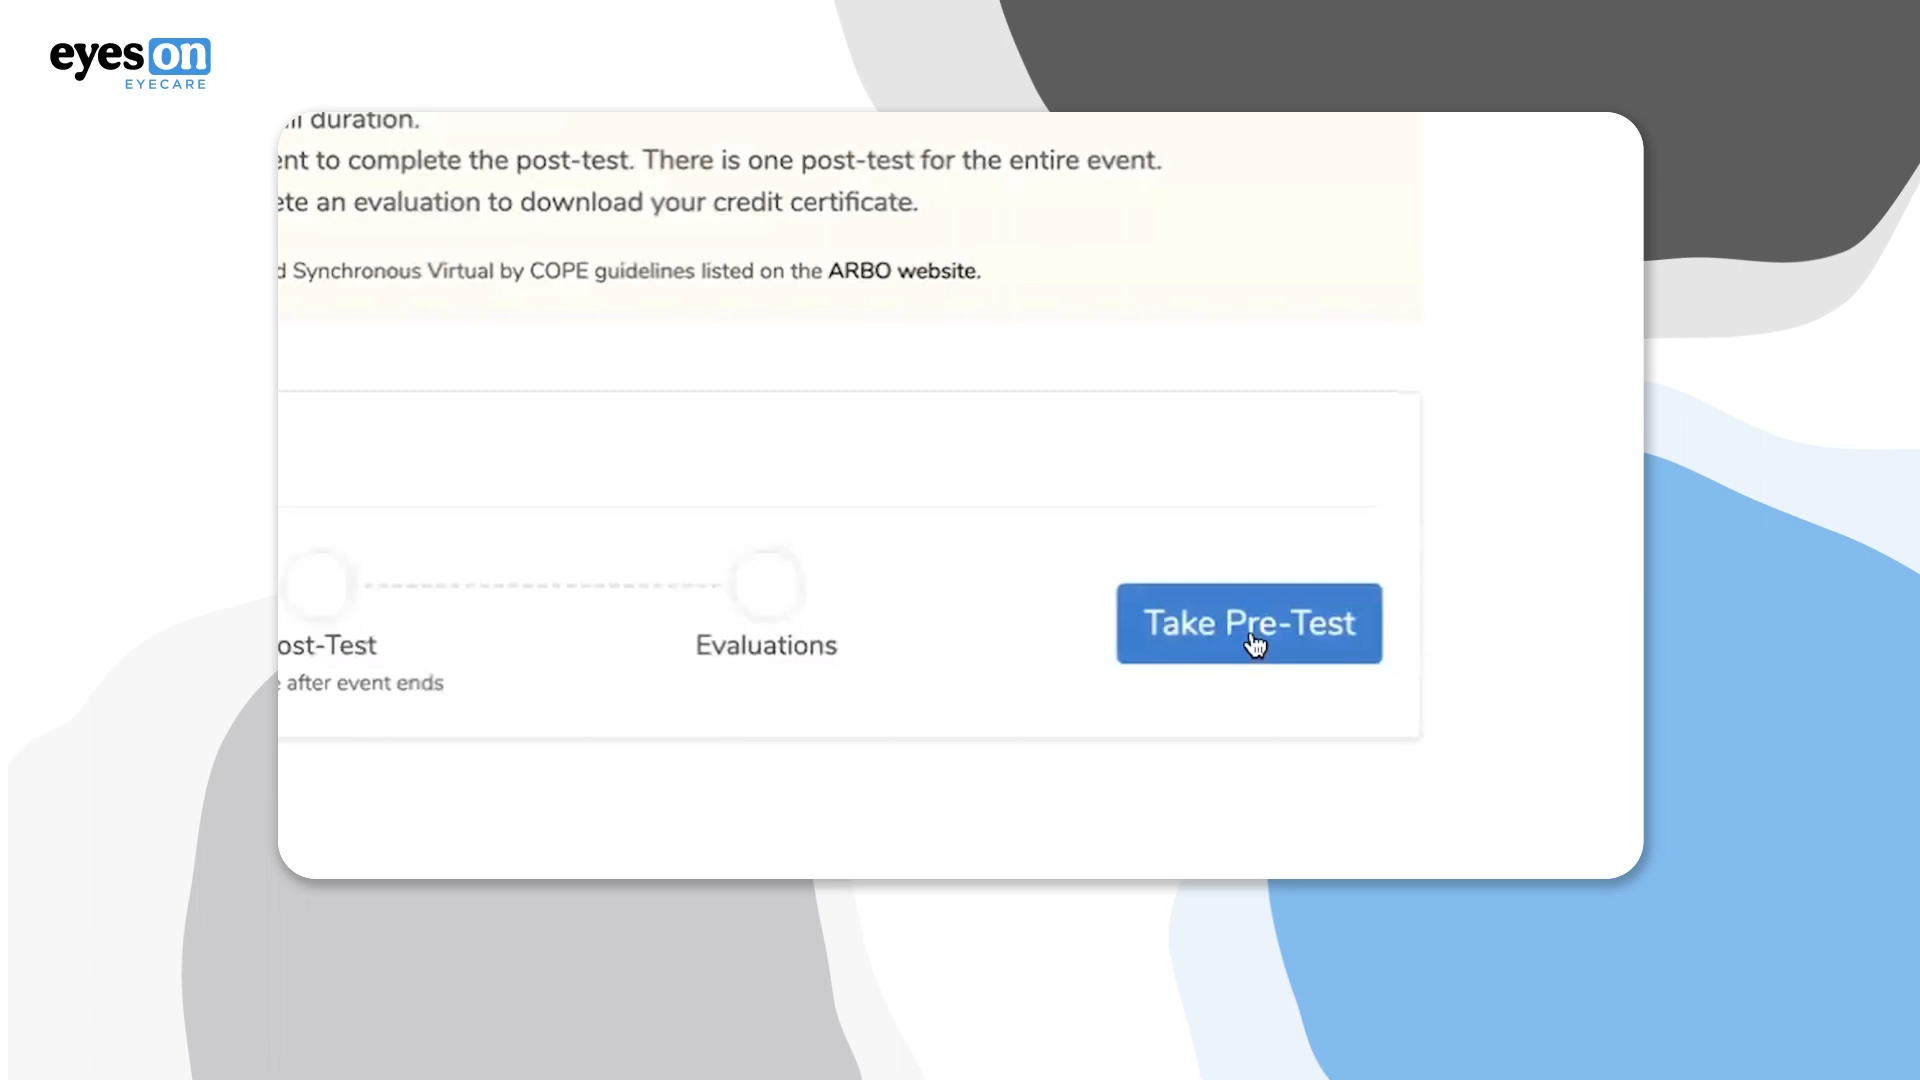 eyes on
EYECARE
duration.
ent to complete the post-test. There is one post-test for the entire event.
ete an evaluation to download your credit certificate.
d Synchronous Virtual by COPE guidelines listed on the ARBO website.
ost-Test
Evaluations
Take Pre-Test
after event ends